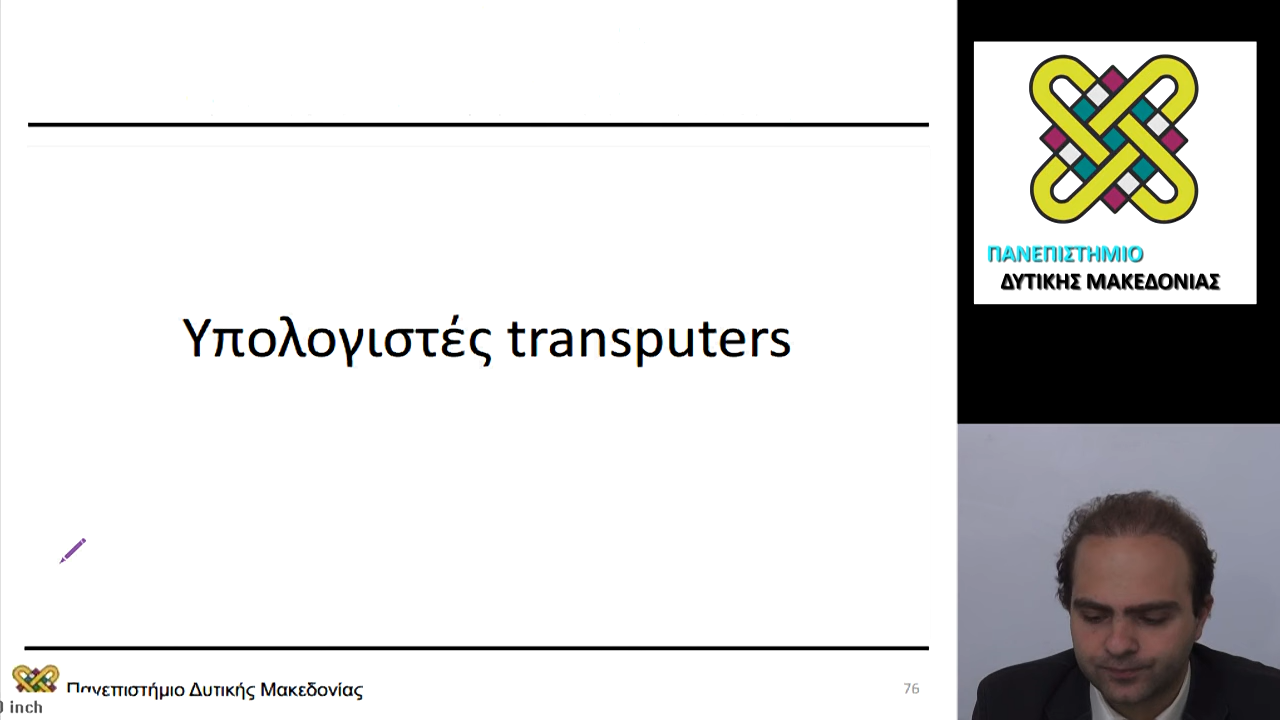 Υπολογιστές transputers
Πανεπιστήμιο Δυτικής Μακεδονίας
76
inch
ΠΑΝΕΠΙΣΤΗΜΙΟ
ΔΥΤΙΚΗΣ ΜΑΚΕΔΟΝΙΑΣ